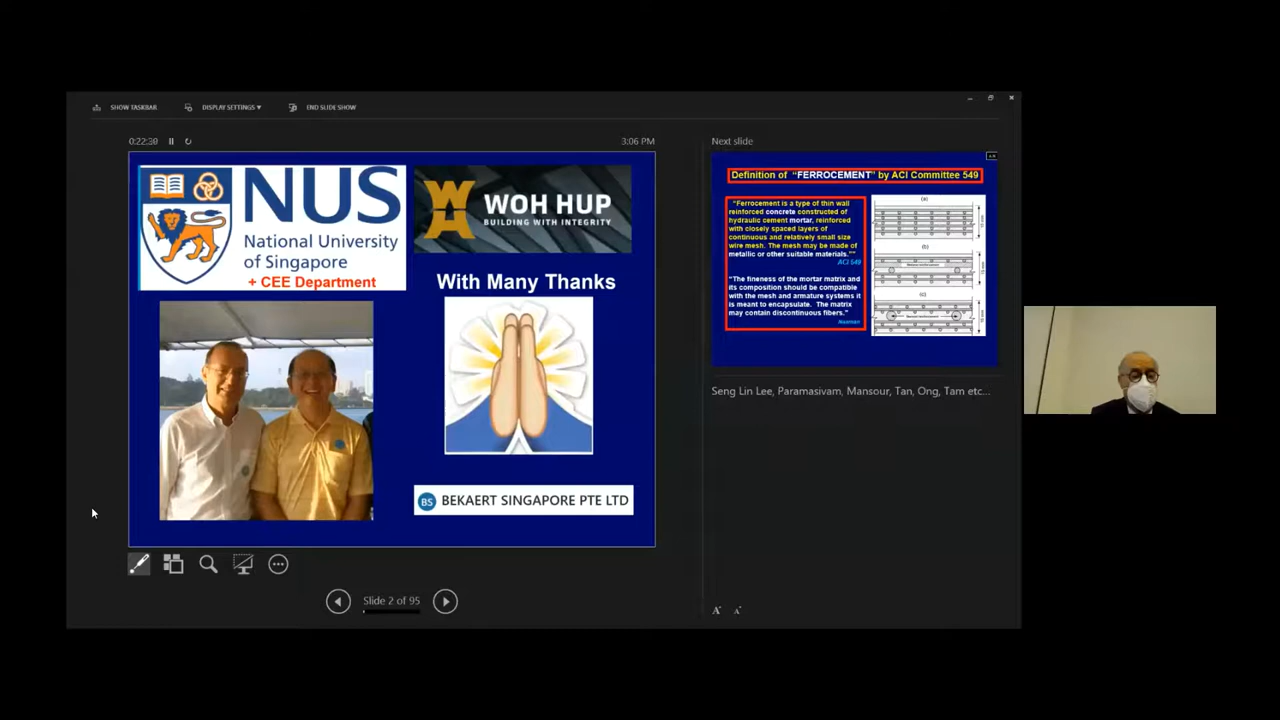 SHOW TASKBAR
DISPLAY SETTINGS ▾
END SLIDE SHOW
0:22:30
3:06 PM
Next slide
NUS
National University
of Singapore
+ CEE Department
WOH HUP
BUILDING WITH INTEGRITY
With Many Thanks
BS BEKAERT SINGAPORE PTE LTD
Definition of "FERROCEMENT" by ACI Committee 549
"Ferrocement is a type of thin wall
reinforced concrete constructed of
hydraulic cement mortar, reinforced
with closely spaced layers of
continuous and relatively small size
wire mesh. The mesh may be made of
metallic or other suitable materials.""
ACI 549
"The fineness of the mortar matrix and
its composition should be compatible
with the mesh and armature systems it
is meant to encapsulate. The matrix
may contain discontinuous fibers."
Naaman
(a)
(b)
(c)
Seng Lin Lee, Paramasivam, Mansour, Tan, Ong, Tam etc...
Slide 2 of 95
A
A